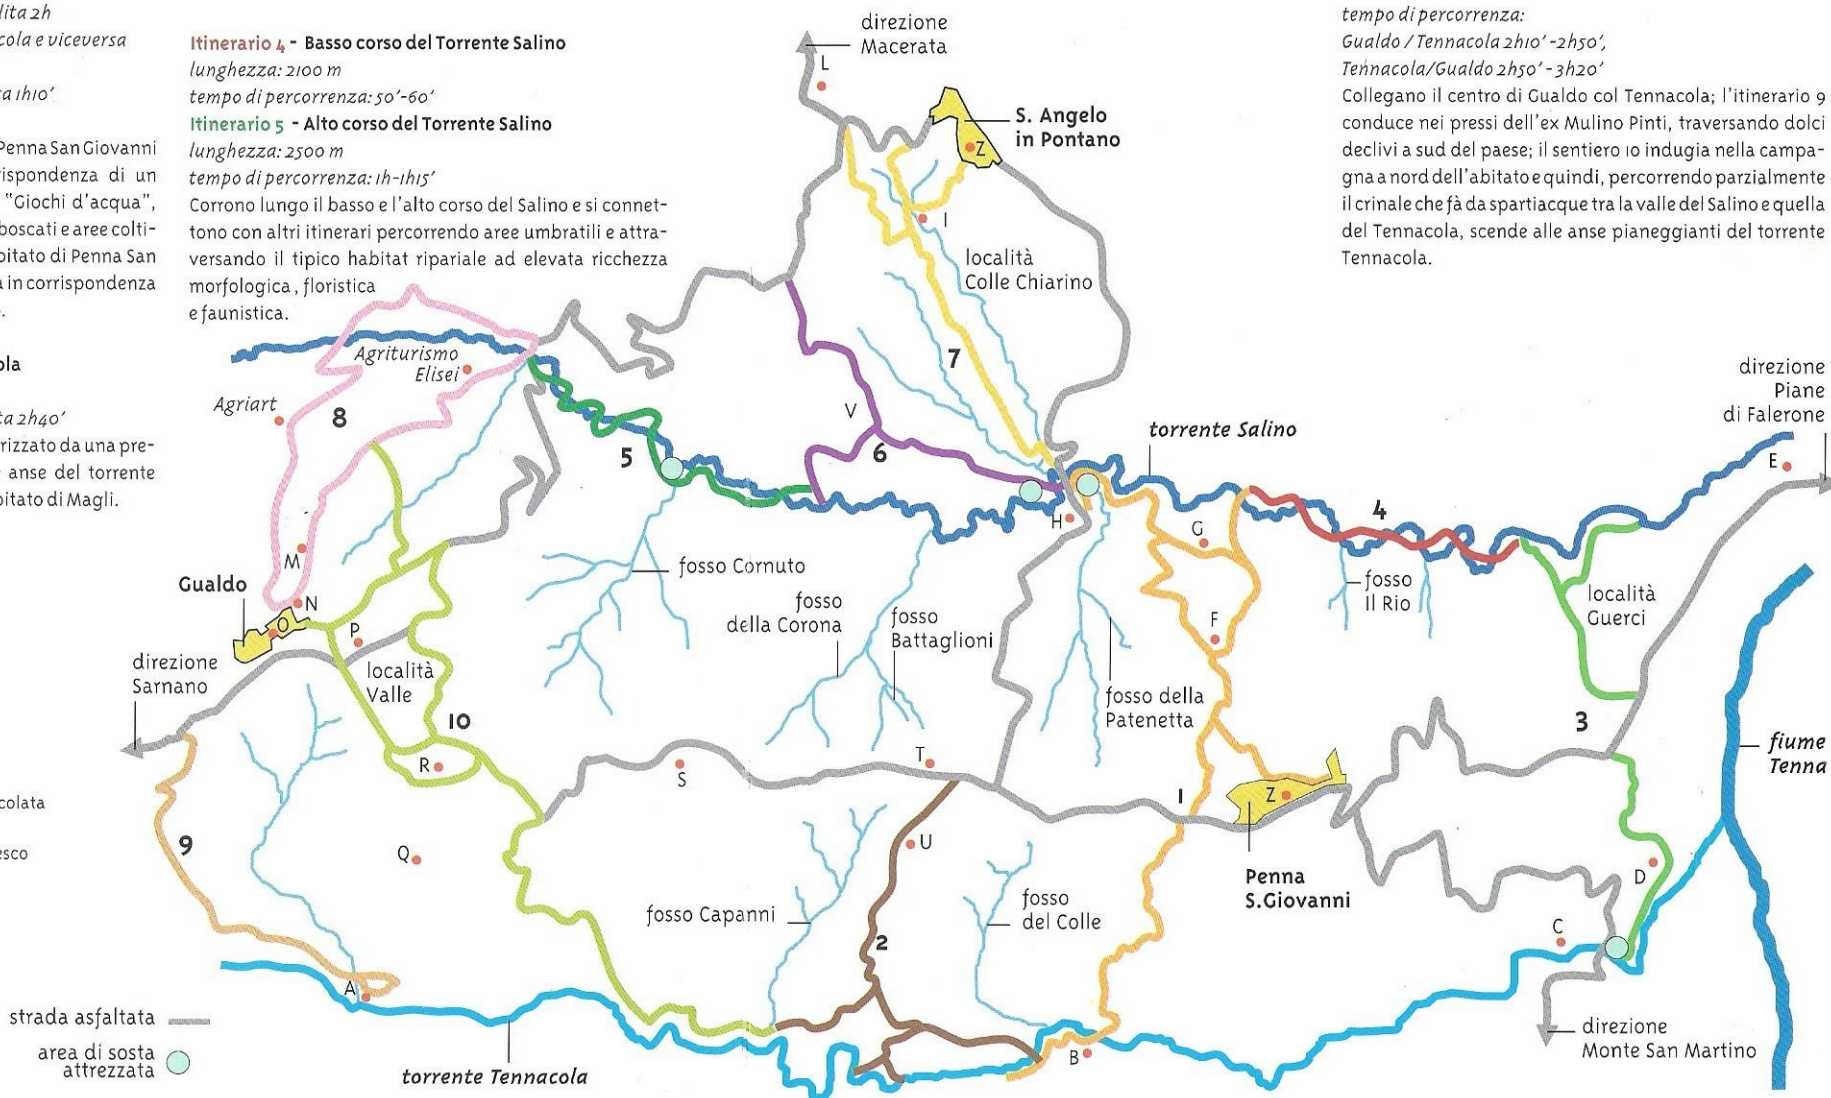 lita 2h
cola e viceversa
ta 1h10'
Penna San Giovanni
rispondenza di un
"Giochi d'acqua",
boscati e aree colti-
bitato di Penna San
a in corrispondenza
ola
ta 2h40'
rizzato da una pre-
e anse del torrente
bitato di Magli.
colata
esco
Itinerario 4 - Basso corso del Torrente Salino
lunghezza: 2100 m
tempo di percorrenza: 50'-60'
Itinerario 5 - Alto corso del Torrente Salino
lunghezza: 2500 m
tempo di percorrenza: 1h-1h15'
Corrono lungo il basso e l'alto corso del Salino e si connet-
tono con altri itinerari percorrendo aree umbratili e attra-
versando il tipico habitat ripariale ad elevata ricchezza
morfologica, floristica
e faunistica.
tempo di percorrenza:
Gualdo / Tennacola 2h10' -2h50',
Tennacola/Gualdo 2h50' - 3h20'
Collegano il centro di Gualdo col Tennacola; l'itinerario 9
conduce nei pressi dell'ex Mulino Pinti, traversando dolci
declivi a sud del paese; il sentiero 10 indugia nella campa-
gna a nord dell'abitato e quindi, percorrendo parzialmente
il crinale che fà da spartiacque tra la valle del Salino e quella
del Tennacola, scende alle anse pianeggianti del torrente
Tennacola.
direzione
Macerata
L
S. Angelo
in Pontano
Z
I
località
Colle Chiarino
7
Agriturismo
Elisei
Agriart
8
V
6
5
torrente Salino
direzione
Piane
di Falerone
E
4
H
G
M
Gualdo
N
O
P
fosso Cornuto
fosso
della Corona
fosso
Battaglioni
fosso
Il Rio
località
Guerci
F
direzione
Sarnano
località
Valle
10
fosso della
Patenetta
3
fiume
Tenna
R
S
T
1
Z
9
Q
U
Penna
S.Giovanni
D
fosso Capanni
fosso
del Colle
2
C
A
strada asfaltata
area di sosta
attrezzata
torrente Tennacola
B
direzione
Monte San Martino